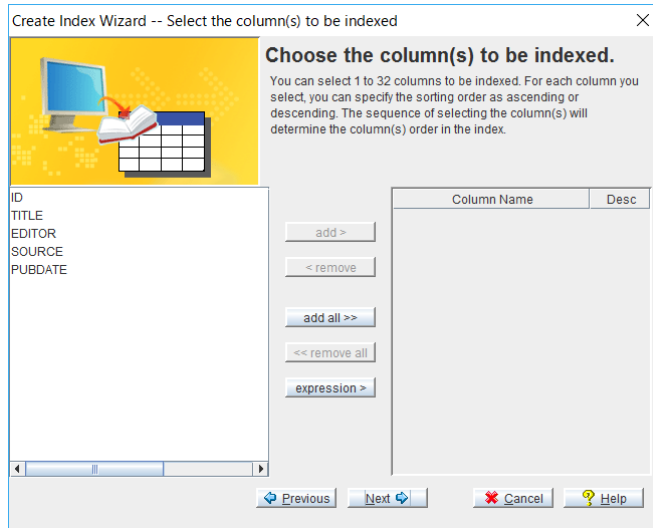 Create Index Wizard -- Select the column(s) to be indexed
Choose the column(s) to be indexed.
You can select 1 to 32 columns to be indexed. For each column you
select, you can specify the sorting order as ascending or
descending. The sequence of selecting the column(s) will
determine the column(s) order in the index.
ID
TITLE
EDITOR
SOURCE
PUBDATE
add >
< remove
add all >>
<< remove all
expression >
Column Name Desc
Previous Next Cancel Help